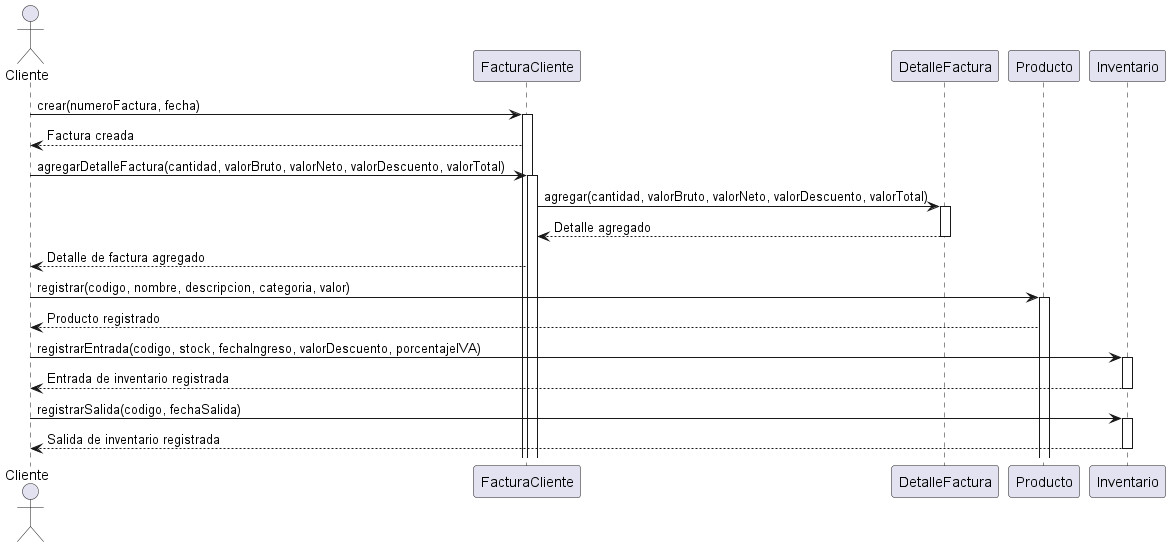 Cliente
FacturaCliente
DetalleFactura
Producto
Inventario
crear(numeroFactura, fecha)
Factura creada
agregarDetalleFactura(cantidad, valorBruto, valorNeto, valorDescuento, valorTotal)
agregar(cantidad, valorBruto, valorNeto, valorDescuento, valorTotal)
Detalle agregado
Detalle de factura agregado
registrar(codigo, nombre, descripcion, categoria, valor)
Producto registrado
registrarEntrada(codigo, stock, fechaIngreso, valorDescuento, porcentajeIVA)
Entrada de inventario registrada
registrarSalida(codigo, fechaSalida)
Salida de inventario registrada
Cliente
FacturaCliente
DetalleFactura
Producto
Inventario